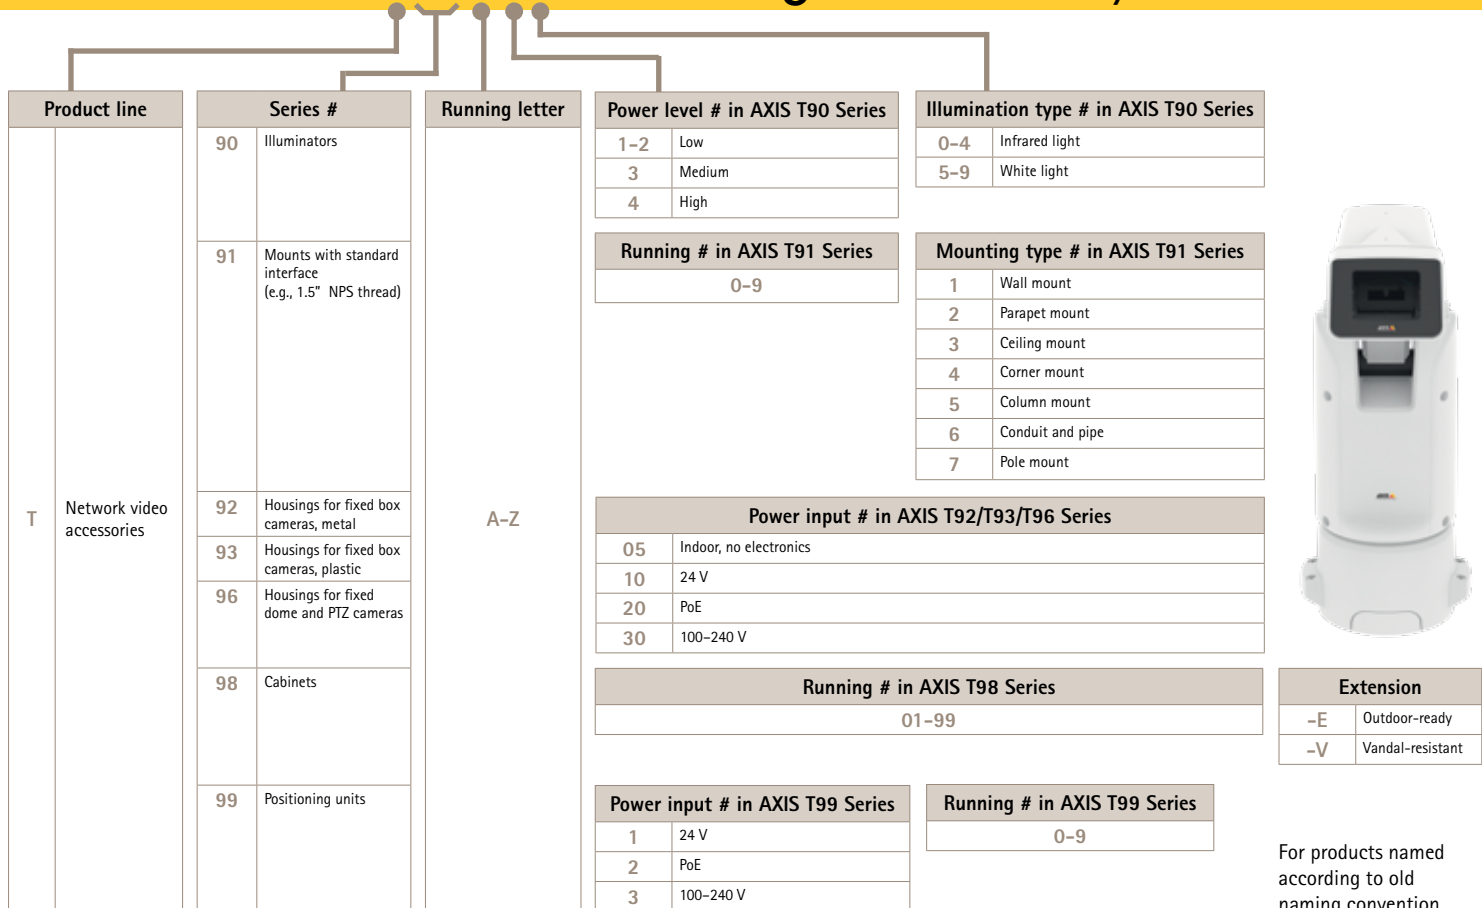 Product line
T
Network video
accessories
Series #
90 Illuminators
91 Mounts with standard
interface
(e.g., 1.5" NPS thread)
92 Housings for fixed box
cameras, metal
93 Housings for fixed box
cameras, plastic
96 Housings for fixed
dome and PTZ cameras
98 Cabinets
99 Positioning units
Running letter
A-Z
Power level # in AXIS T90 Series
1-2 Low
3 Medium
4 High
Illumination type # in AXIS T90 Series
0-4 Infrared light
5-9 White light
Running # in AXIS T91 Series
0-9
Mounting type # in AXIS T91 Series
1 Wall mount
2 Parapet mount
3 Ceiling mount
4 Corner mount
5 Column mount
6 Conduit and pipe
7 Pole mount
Power input # in AXIS T92/T93/T96 Series
05 Indoor, no electronics
10 24 V
20 PoE
30 100-240 V
Running # in AXIS T98 Series
01-99
Power input # in AXIS T99 Series
1 24 V
2 PoE
3 100-240 V
Running # in AXIS T99 Series
0-9
Extension
-E Outdoor-ready
-V Vandal-resistant
For products named
according to old
naming convention